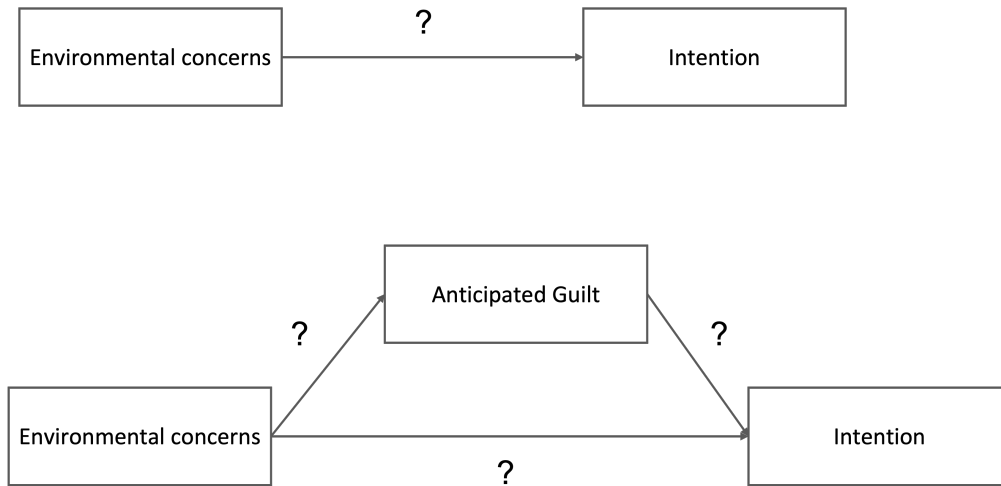 ?
Environmental concerns
Intention
Anticipated Guilt
?
?
Environmental concerns
Intention
?